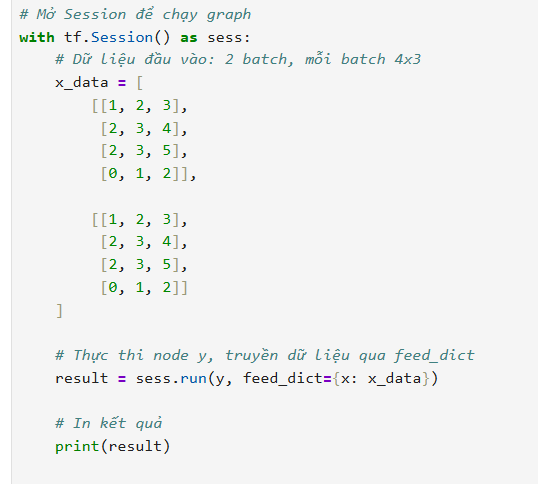 # Mở Session để chạy graph
with tf.Session() as sess:
    # Dữ liệu đầu vào: 2 batch, mỗi batch 4x3
    x_data = [
        [[1, 2, 3],
         [2, 3, 4],
         [2, 3, 5],
         [0, 1, 2]],

        [[1, 2, 3],
         [2, 3, 4],
         [2, 3, 5],
         [0, 1, 2]]
    ]

    # Thực thi node y, truyền dữ liệu qua feed_dict
    result = sess.run(y, feed_dict={x: x_data})

    # In kết quả
    print(result)